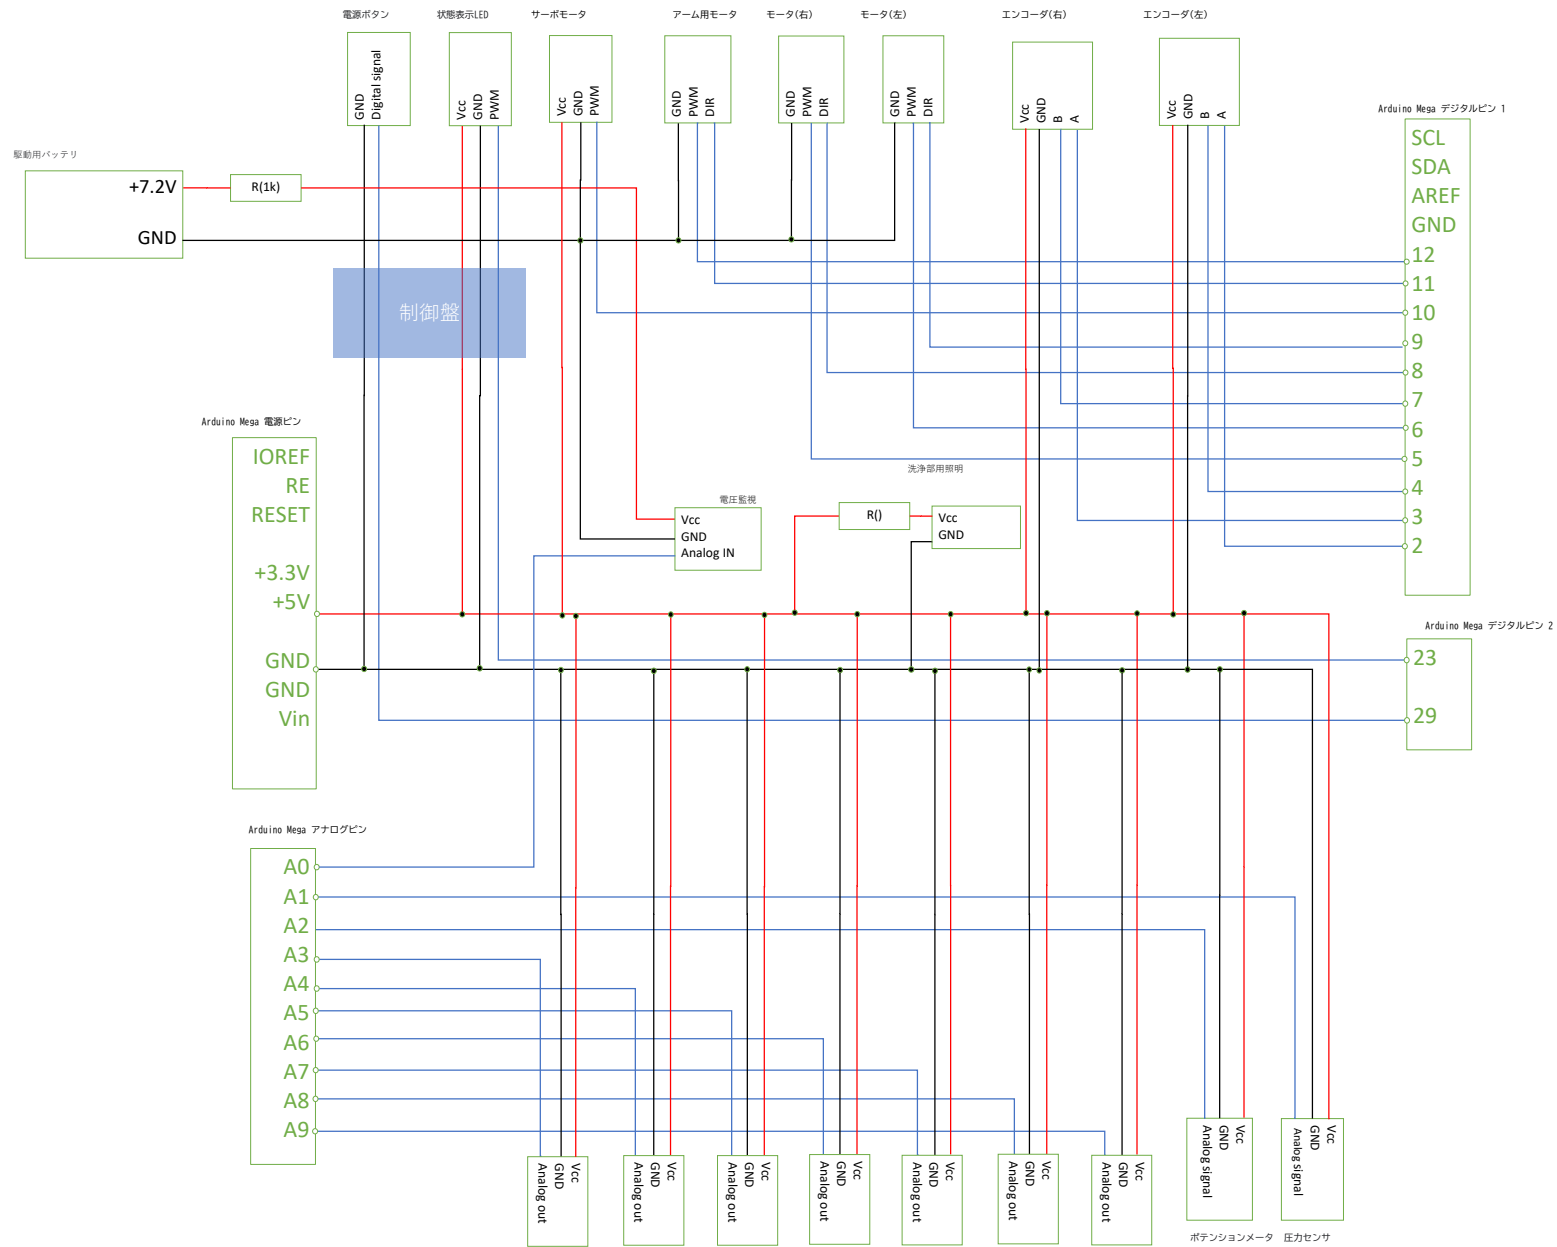 電源ボタン
状態表示LED
サーボモータ
アーム用モータ
モータ(右)
モータ(左)
エンコーダ(右)
エンコーダ(左)
GND
Digital signal
Vcc
GND
PWM
Vcc
GND
PWM
GND
PWM
DIR
GND
PWM
DIR
GND
PWM
DIR
Vcc
GND
B
A
Vcc
GND
B
A
Arduino Mega デジタルピン 1
SCL
SDA
AREF
GND
12
11
10
9
8
7
6
5
4
3
2
駆動用バッテリ
+7.2V
GND
R(1k)
制御盤
Arduino Mega 電源ピン
IOREF
RE
RESET
+3.3V
+5V
GND
GND
Vin
電圧監視
Vcc
GND
Analog IN
洗浄部用照明
R()
Vcc
GND
Arduino Mega デジタルピン 2
23
29
Arduino Mega アナログピン
A0
A1
A2
A3
A4
A5
A6
A7
A8
A9
Analog out
GND
Vcc
Analog out
GND
Vcc
Analog out
GND
Vcc
Analog out
GND
Vcc
Analog out
GND
Vcc
Analog out
GND
Vcc
Analog out
GND
Vcc
Analog signal
GND
Vcc
Analog signal
GND
Vcc
ポテンションメータ
圧力センサ